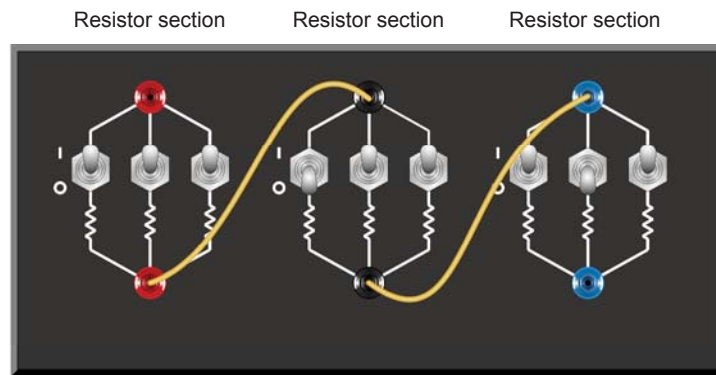 Resistor section Resistor section Resistor section
I I I
O O O